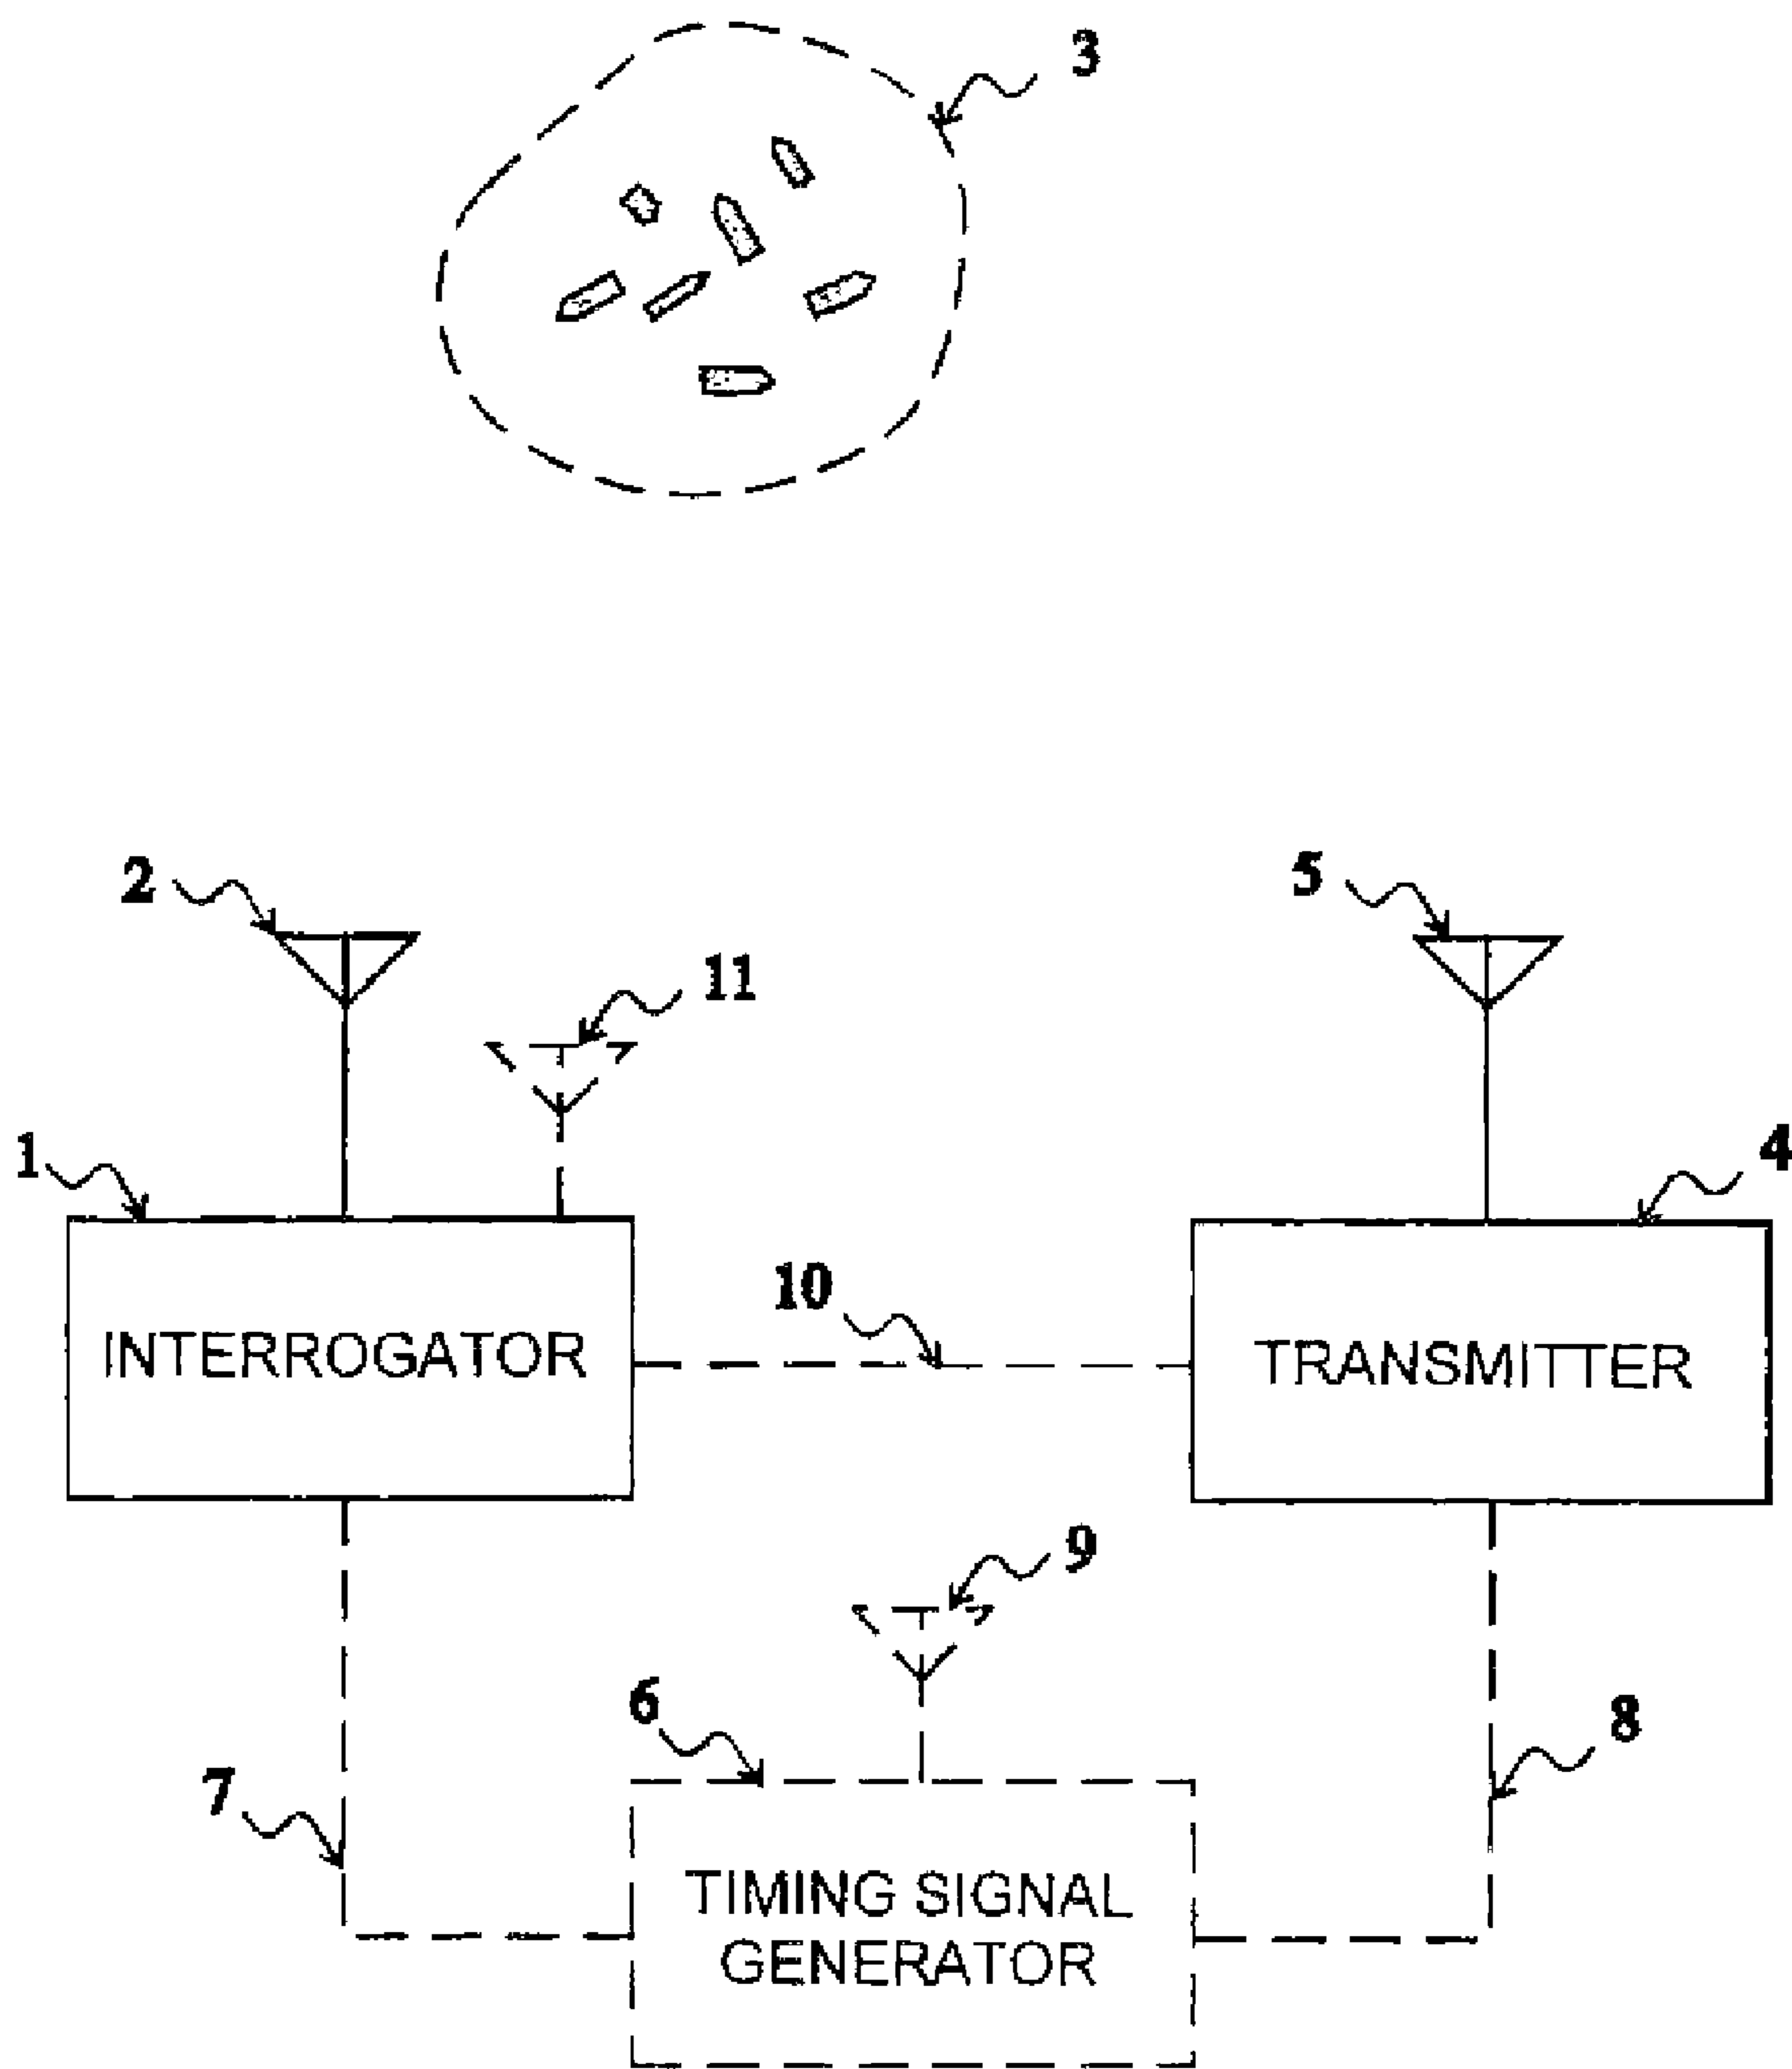 3
2
5
11
1
4
10
INTERROGATOR
TRANSMITTER
9
6
8
7
TIMING SIGNAL
GENERATOR